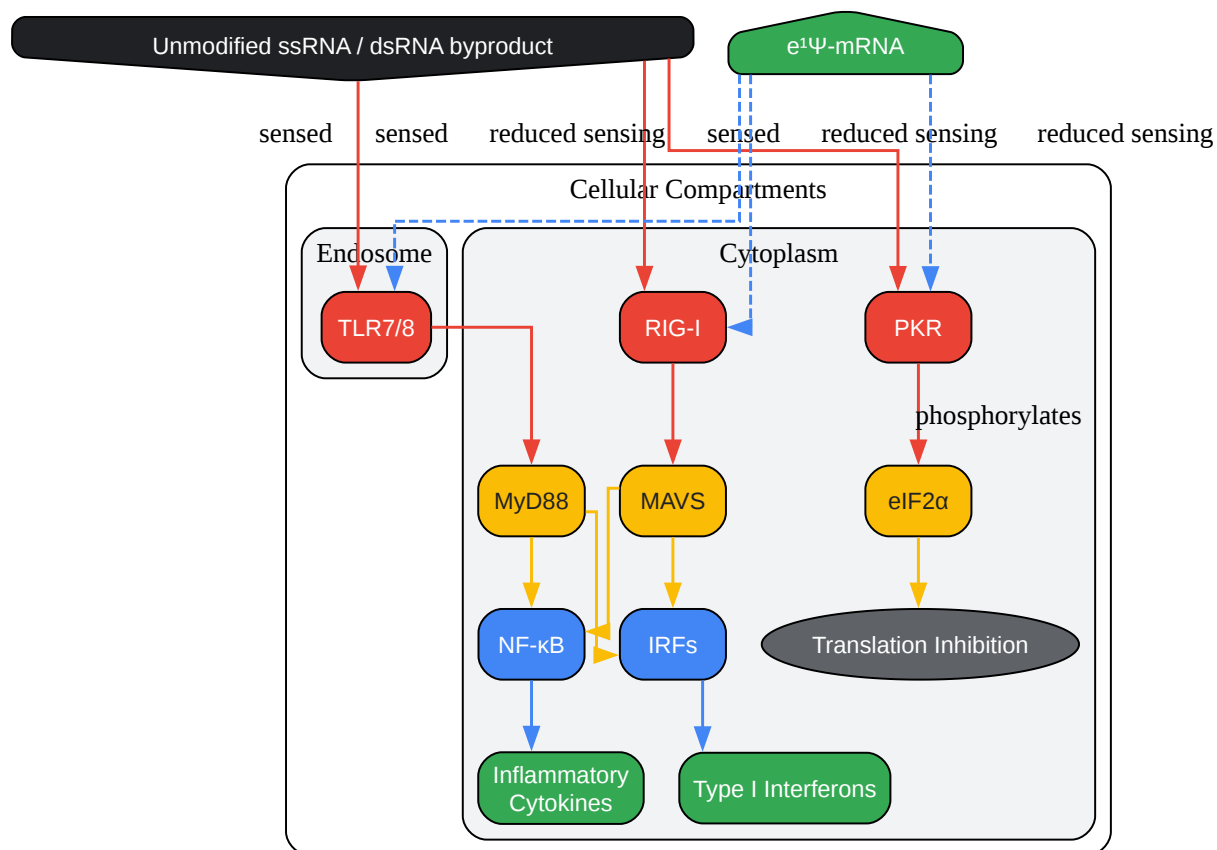 Unmodified ssRNA / dsRNA byproduct
e¹Ψ-mRNA
sensed
sensed
reduced sensing
sensed
reduced sensing
reduced sensing
Cellular Compartments
Endosome
Cytoplasm
TLR7/8
RIG-I
PKR
phosphorylates
MyD88
MAVS
eIF2α
NF-κB
IRFs
Translation Inhibition
Inflammatory
Cytokines
Type I Interferons